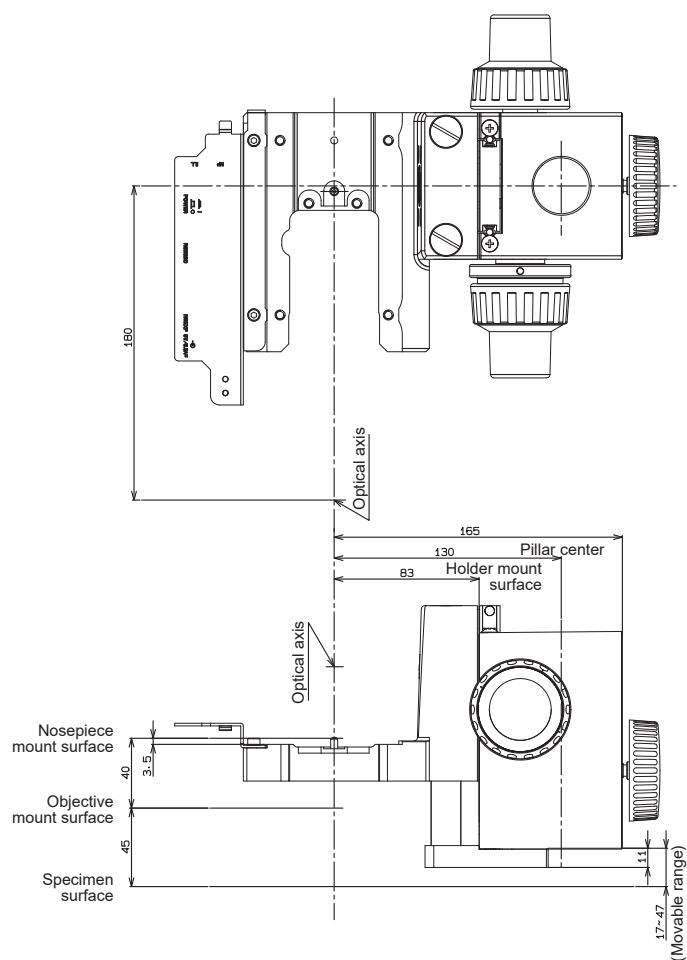 180
Optical axis
165
130
Pillar center
83
Holder mount
surface
Optical axis
Nosepiece
mount surface
3.5
40
Objective
mount surface
45
11
Specimen
surface
17~47
(Movable range)